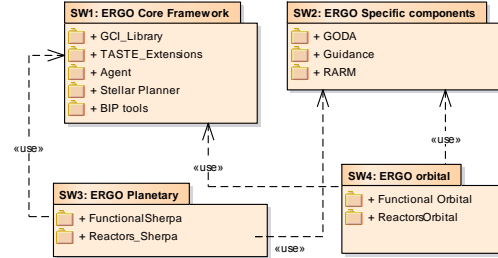 SW1: ERGO Core Framework
+ GCI_Library
+ TASTE_Extensions
+ Agent
+ Stellar Planner
+ BIP tools
SW2: ERGO Specific components
+ GODA
+ Guidance
+ RARM
«use»
«use»
«use»
SW3: ERGO Planetary
+ FunctionalSherpa
+ Reactors_Sherpa
«use»
SW4: ERGO orbital
+ Functional Orbital
+ ReactorsOrbital